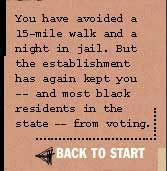 You have avoided a
15-mile walk and a
night in jail. But
the establishment
has again kept you
-- and most black
residents in the
state -- from voting.
BACK TO START